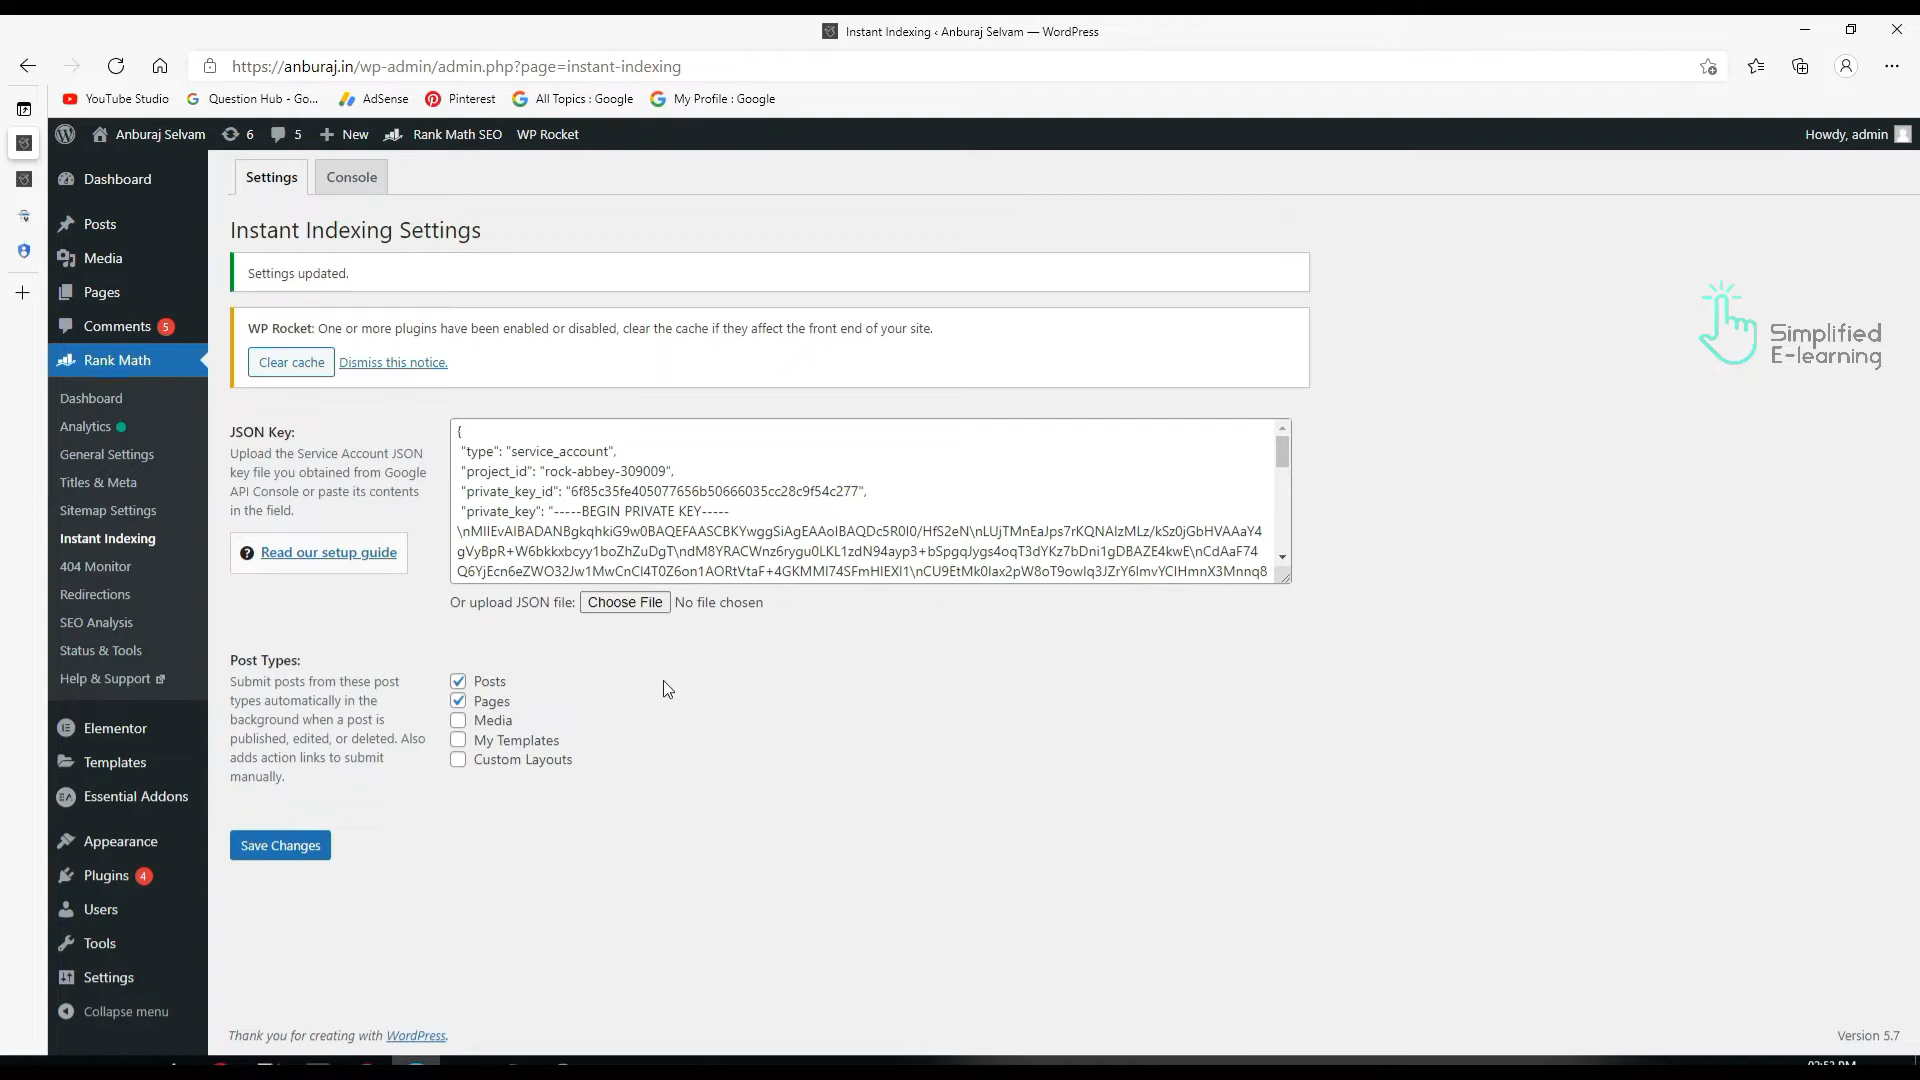 Instant Indexing ‹ Anburaj Selvam — WordPress
https://anburaj.in/wp-admin/admin.php?page=instant-indexing
YouTube Studio
Question Hub - Go...
AdSense
Pinterest
All Topics : Google
My Profile : Google
Anburaj Selvam
6
5
New
Rank Math SEO
WP Rocket
Howdy, admin
Dashboard
Posts
Media
Pages
Comments 5
Rank Math
Dashboard
Analytics
General Settings
Titles & Meta
Sitemap Settings
Instant Indexing
404 Monitor
Redirections
SEO Analysis
Status & Tools
Help & Support
Elementor
Templates
Essential Addons
Appearance
Plugins 4
Users
Tools
Settings
Collapse menu
Settings
Console
Instant Indexing Settings
Settings updated.
WP Rocket: One or more plugins have been enabled or disabled, clear the cache if they affect the front end of your site.
Clear cache
Dismiss this notice.
JSON Key:
Upload the Service Account JSON
key file you obtained from Google
API Console or paste its contents
in the field.
Read our setup guide
{
"type": "service_account",
"project_id": "rock-abbey-309009",
"private_key_id":
"private_key": "-----BEGIN PRIVATE KEY-----
Or upload JSON file: Choose File No file chosen
Post Types:
Submit posts from these post
types automatically in the
background when a post is
published, edited, or deleted. Also
adds action links to submit
manually.
Posts
Pages
Media
My Templates
Custom Layouts
Save Changes
Simplified
E-learning
Thank you for creating with WordPress.
Version 5.7